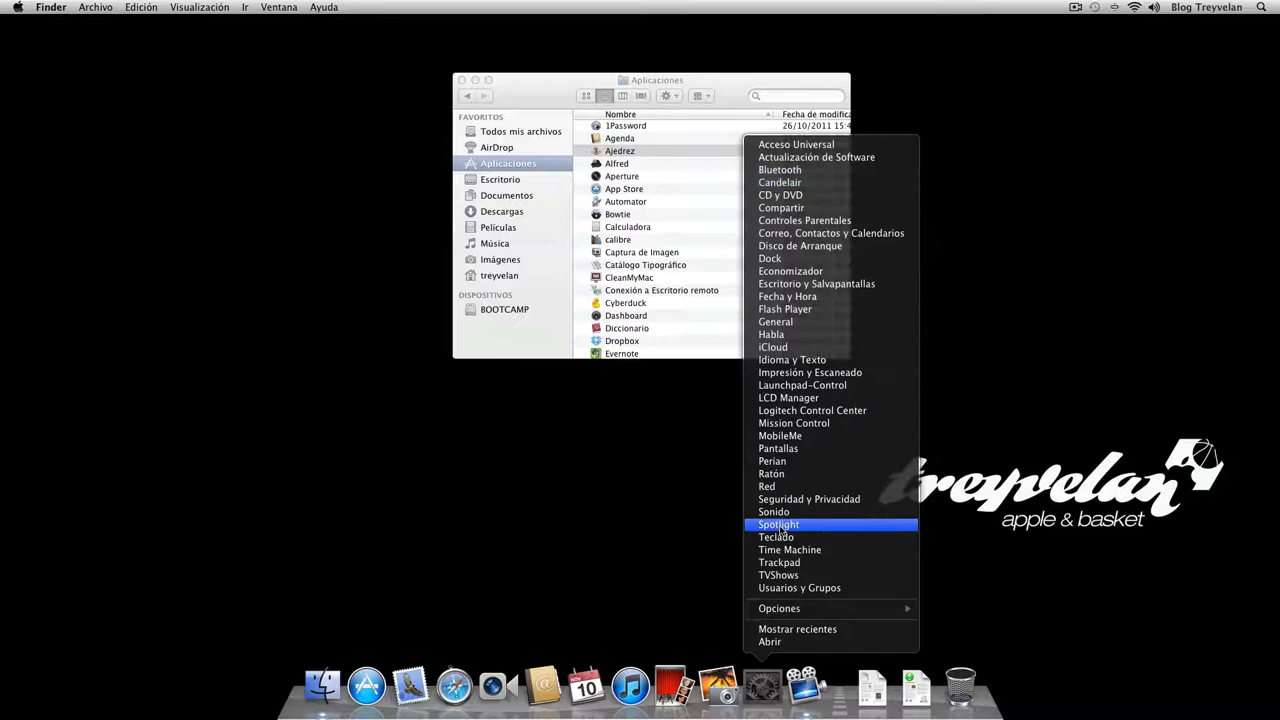 Finder Archivo Edición Visualización Ir Ventana Ayuda Blog Treyvelan
Aplicaciones
FAVORITOS
Todos mis archivos
AirDrop
Aplicaciones
Escritorio
Documentos
Descargas
Películas
Música
Imágenes
treyvelan
DISPOSITIVOS
BOOTCAMP
Nombre Fecha de modifica
1Password 26/10/2011 15:4
Agenda
Ajedrez
Alfred
Aperture
App Store
Automator
Bowtie
Calculadora
calibre
Captura de Imagen
Catálogo Tipográfico
CleanMyMac
Conexión a Escritorio remoto
Cyberduck
Dashboard
Diccionario
Dropbox
Evernote
Acceso Universal
Actualización de Software
Bluetooth
Candelair
CD y DVD
Compartir
Controles Parentales
Correo, Contactos y Calendarios
Disco de Arranque
Dock
Economizador
Escritorio y Salvapantallas
Fecha y Hora
Flash Player
General
Habla
iCloud
Idioma y Texto
Impresión y Escaneado
Launchpad-Control
LCD Manager
Logitech Control Center
Mission Control
MobileMe
Pantallas
Perian
Ratón
Red
Seguridad y Privacidad
Sonido
Spotlight
Teclado
Time Machine
Trackpad
TVShows
Usuarios y Grupos
Opciones
Mostrar recientes
Abrir
treyvelan
apple & basket
NOV
10